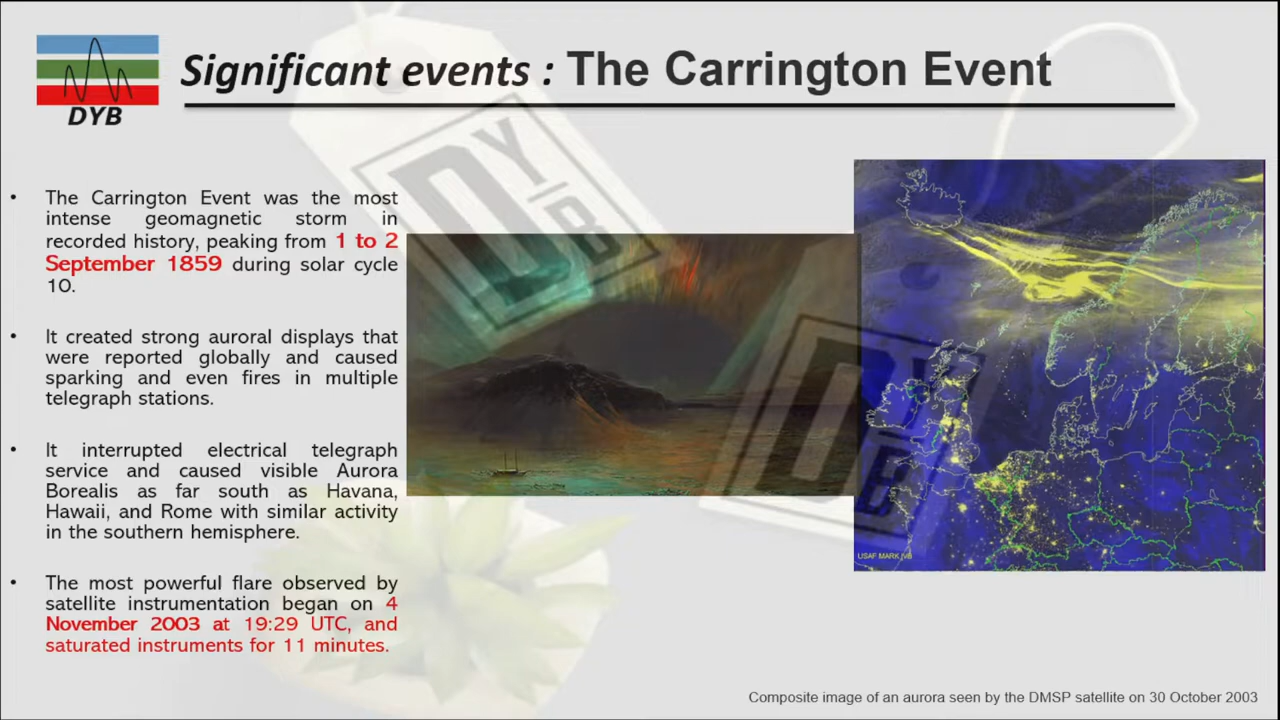 DYB
Significant events : The Carrington Event
• The Carrington Event was the most
intense geomagnetic storm in
recorded history, peaking from 1 to 2
September 1859 during solar cycle
10.
• It created strong auroral displays that
were reported globally and caused
sparking and even fires in multiple
telegraph stations.
• It interrupted electrical telegraph
service and caused visible Aurora
Borealis as far south as Havana,
Hawaii, and Rome with similar activity
in the southern hemisphere.
• The most powerful flare observed by
satellite instrumentation began on 4
November 2003 at 19:29 UTC, and
saturated instruments for 11 minutes.
DY/B
DYB
USAF MARK IVB
Composite image of an aurora seen by the DMSP satellite on 30 October 2003